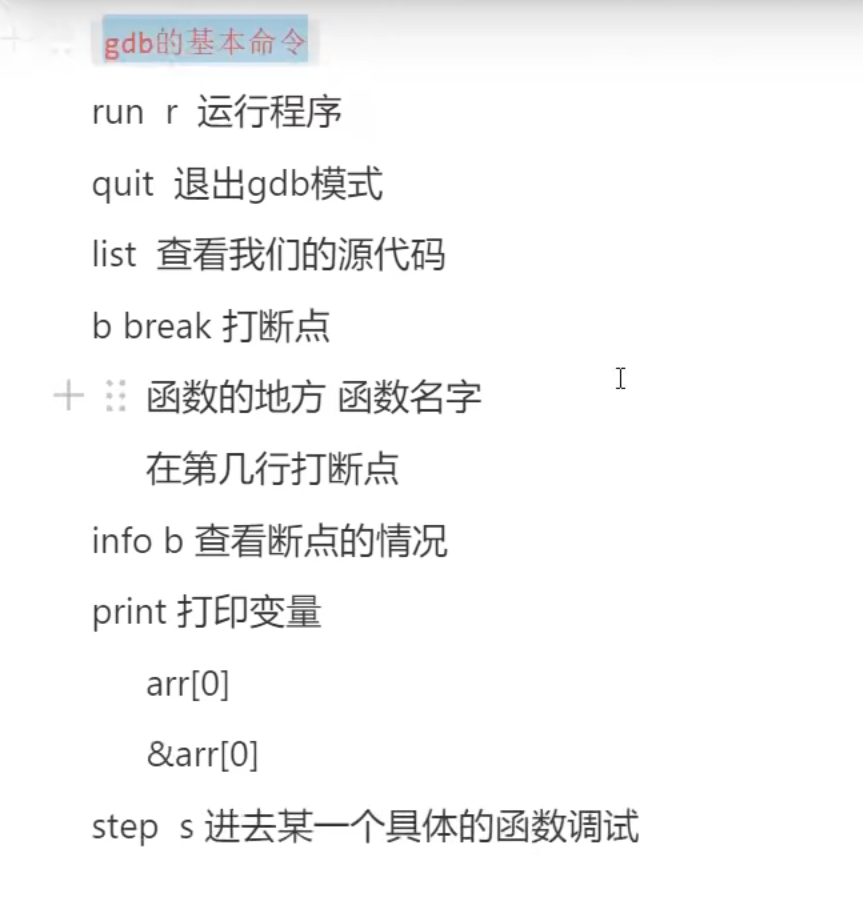 gdb的基本命令
run r 运行程序
quit 退出gdb模式
list 查看我们的源代码
b break 打断点
函数的地方 函数名字
在第几行打断点
info b 查看断点的情况
print 打印变量
arr[0]
&arr[0]
step s 进去某一个具体的函数调试